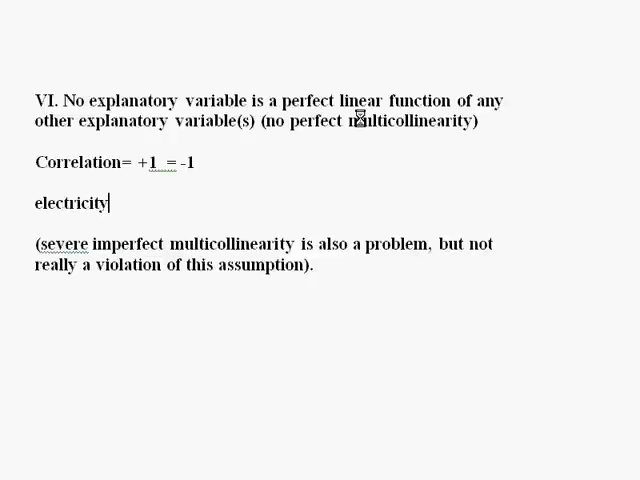 VI. No explanatory variable is a perfect linear function of any
other explanatory variable(s) (no perfect multicollinearity)
Correlation= +1 = -1
electricity
(severe imperfect multicollinearity is also a problem, but not
really a violation of this assumption).